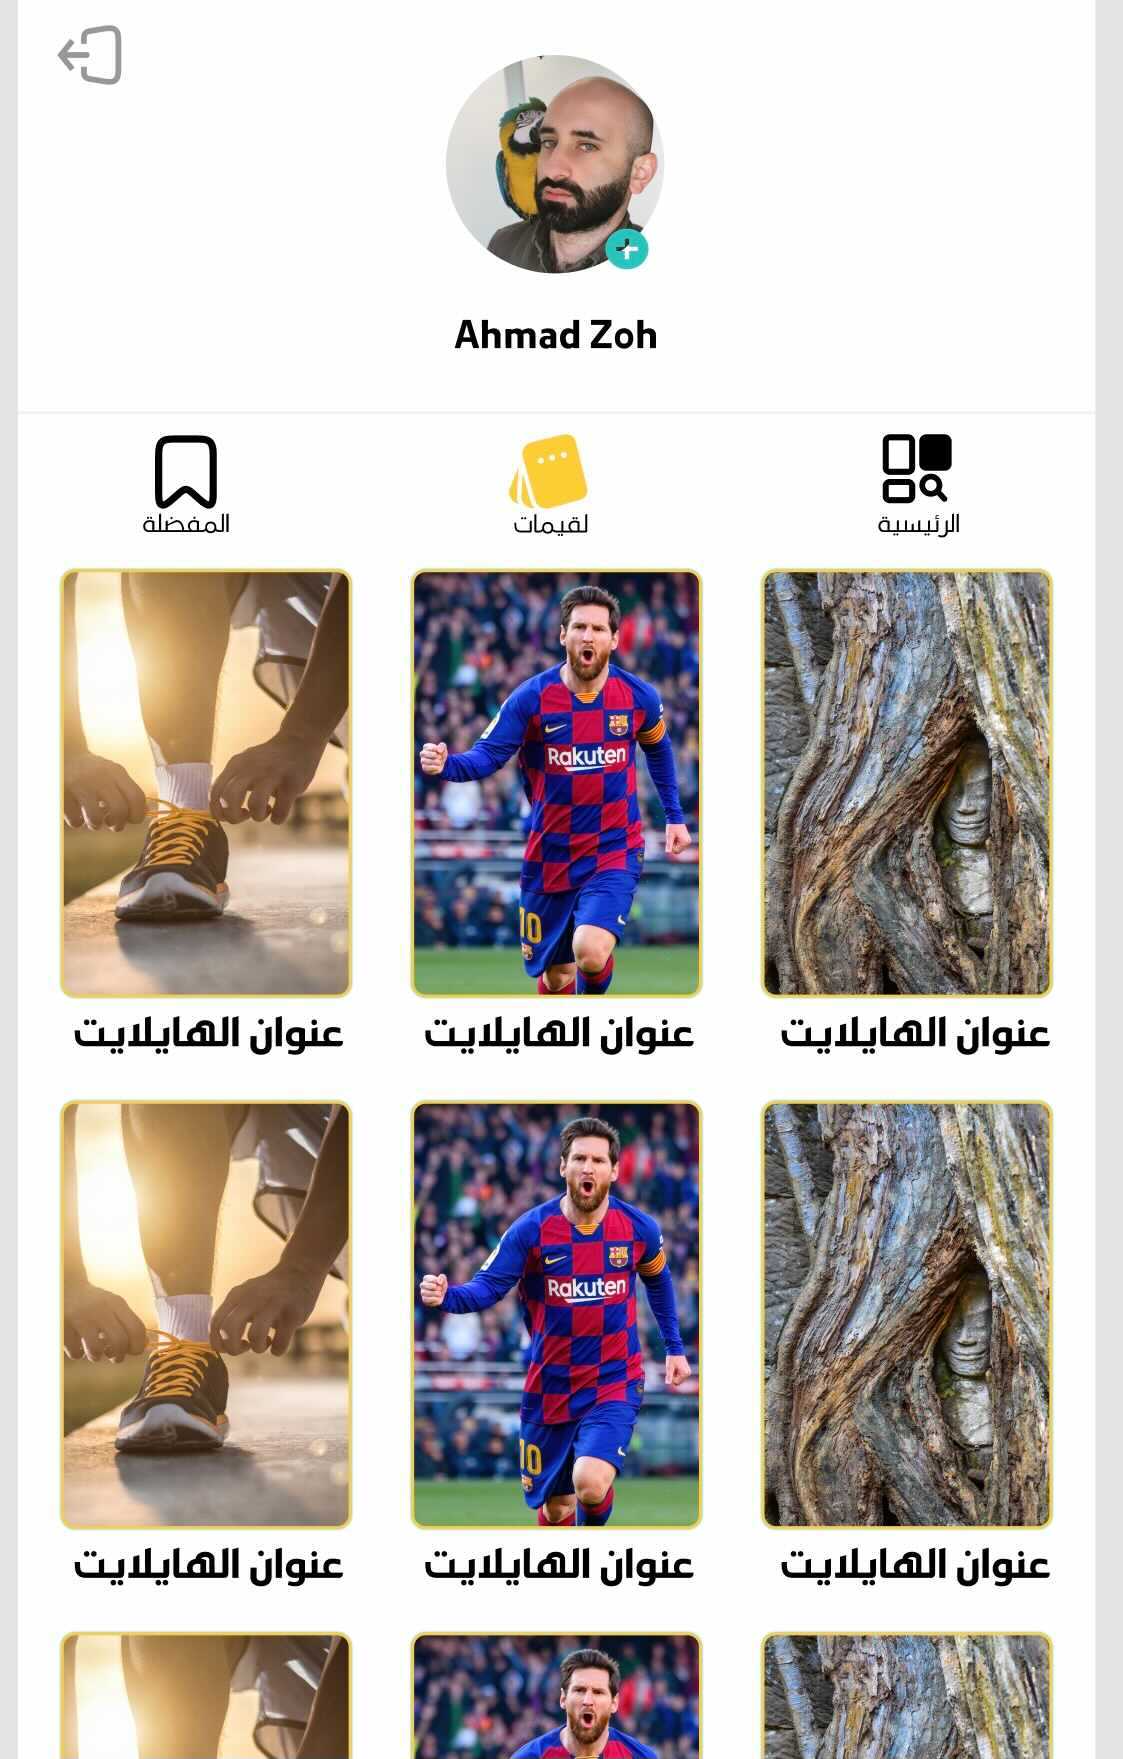 Ahmad Zoh
الرئيسية
لقيمات
المفضلة
Rakuten
10
عنوان الهايلايت
عنوان الهايلايت
عنوان الهايلايت
Rakuten
10
عنوان الهايلايت
عنوان الهايلايت
عنوان الهايلايت